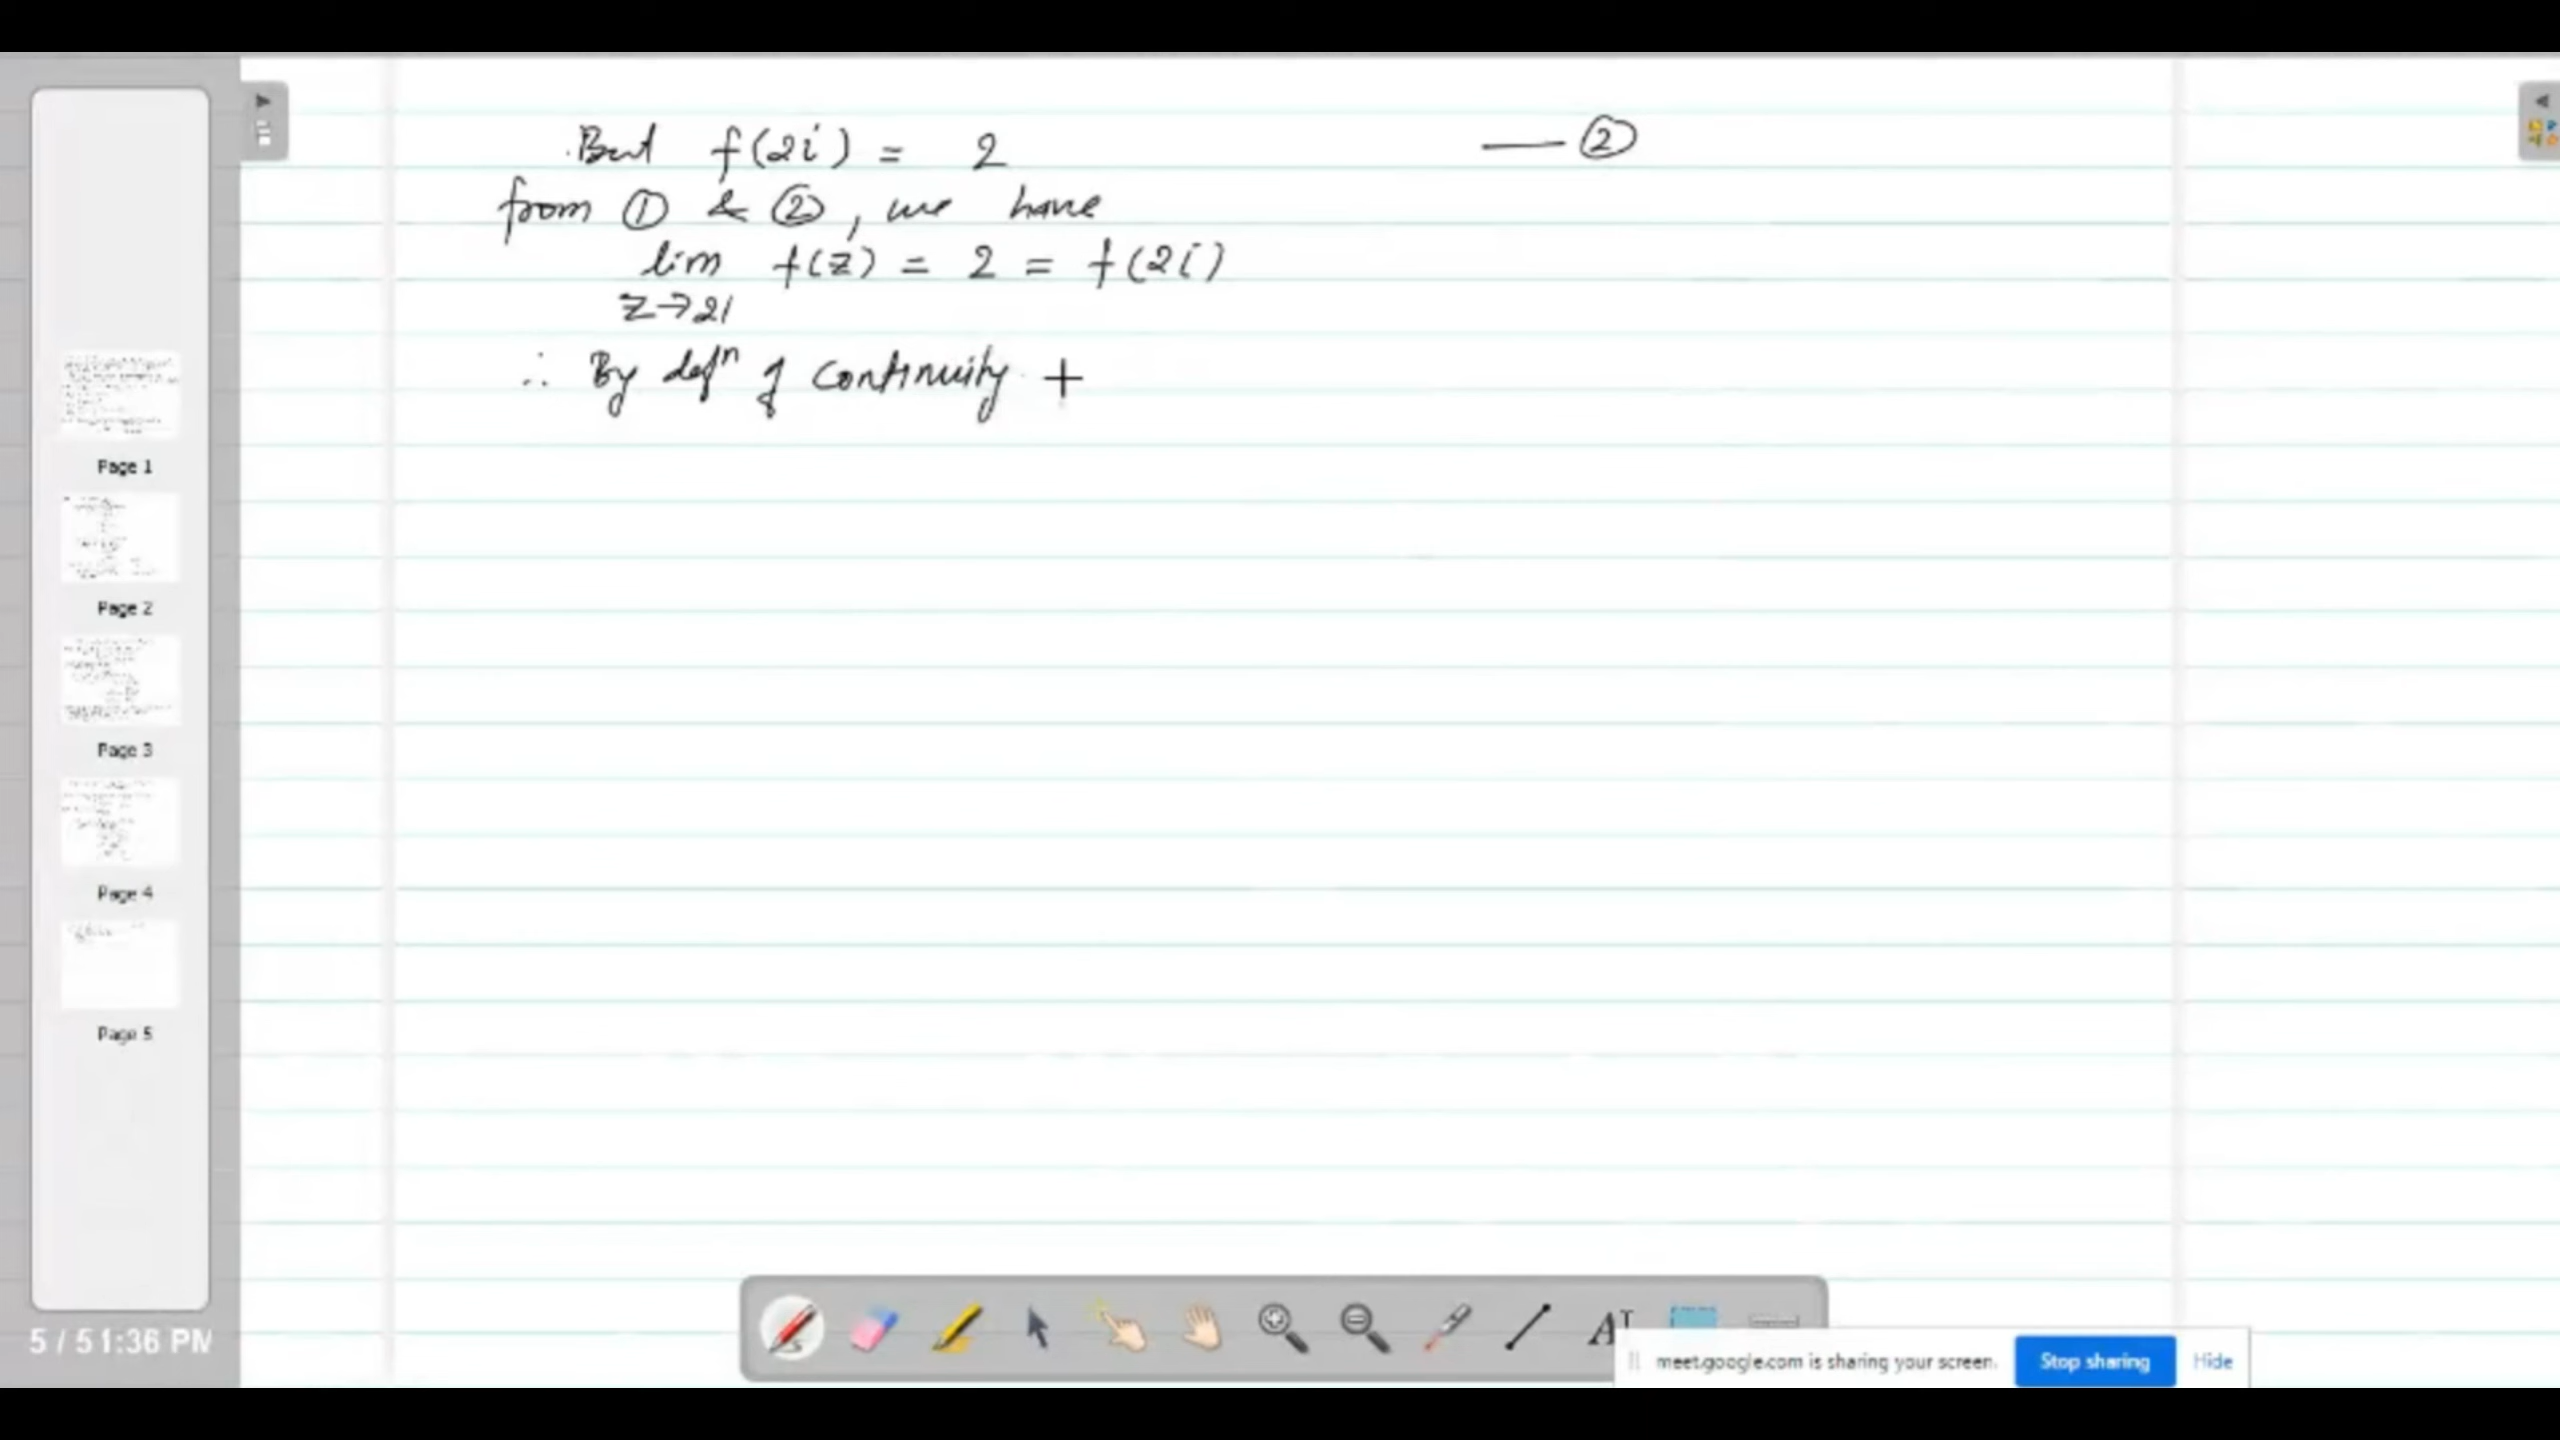 But f(2i) = 2 — ②
from ① & ②, we have
lim f(z) = 2 = f(2i)
z→2i
∴ By defⁿ of continuity
Page 1
Page 2
Page 3
Page 4
Page 5
5 / 5 1:36 PM
meet.google.com is sharing your screen. Stop sharing Hide